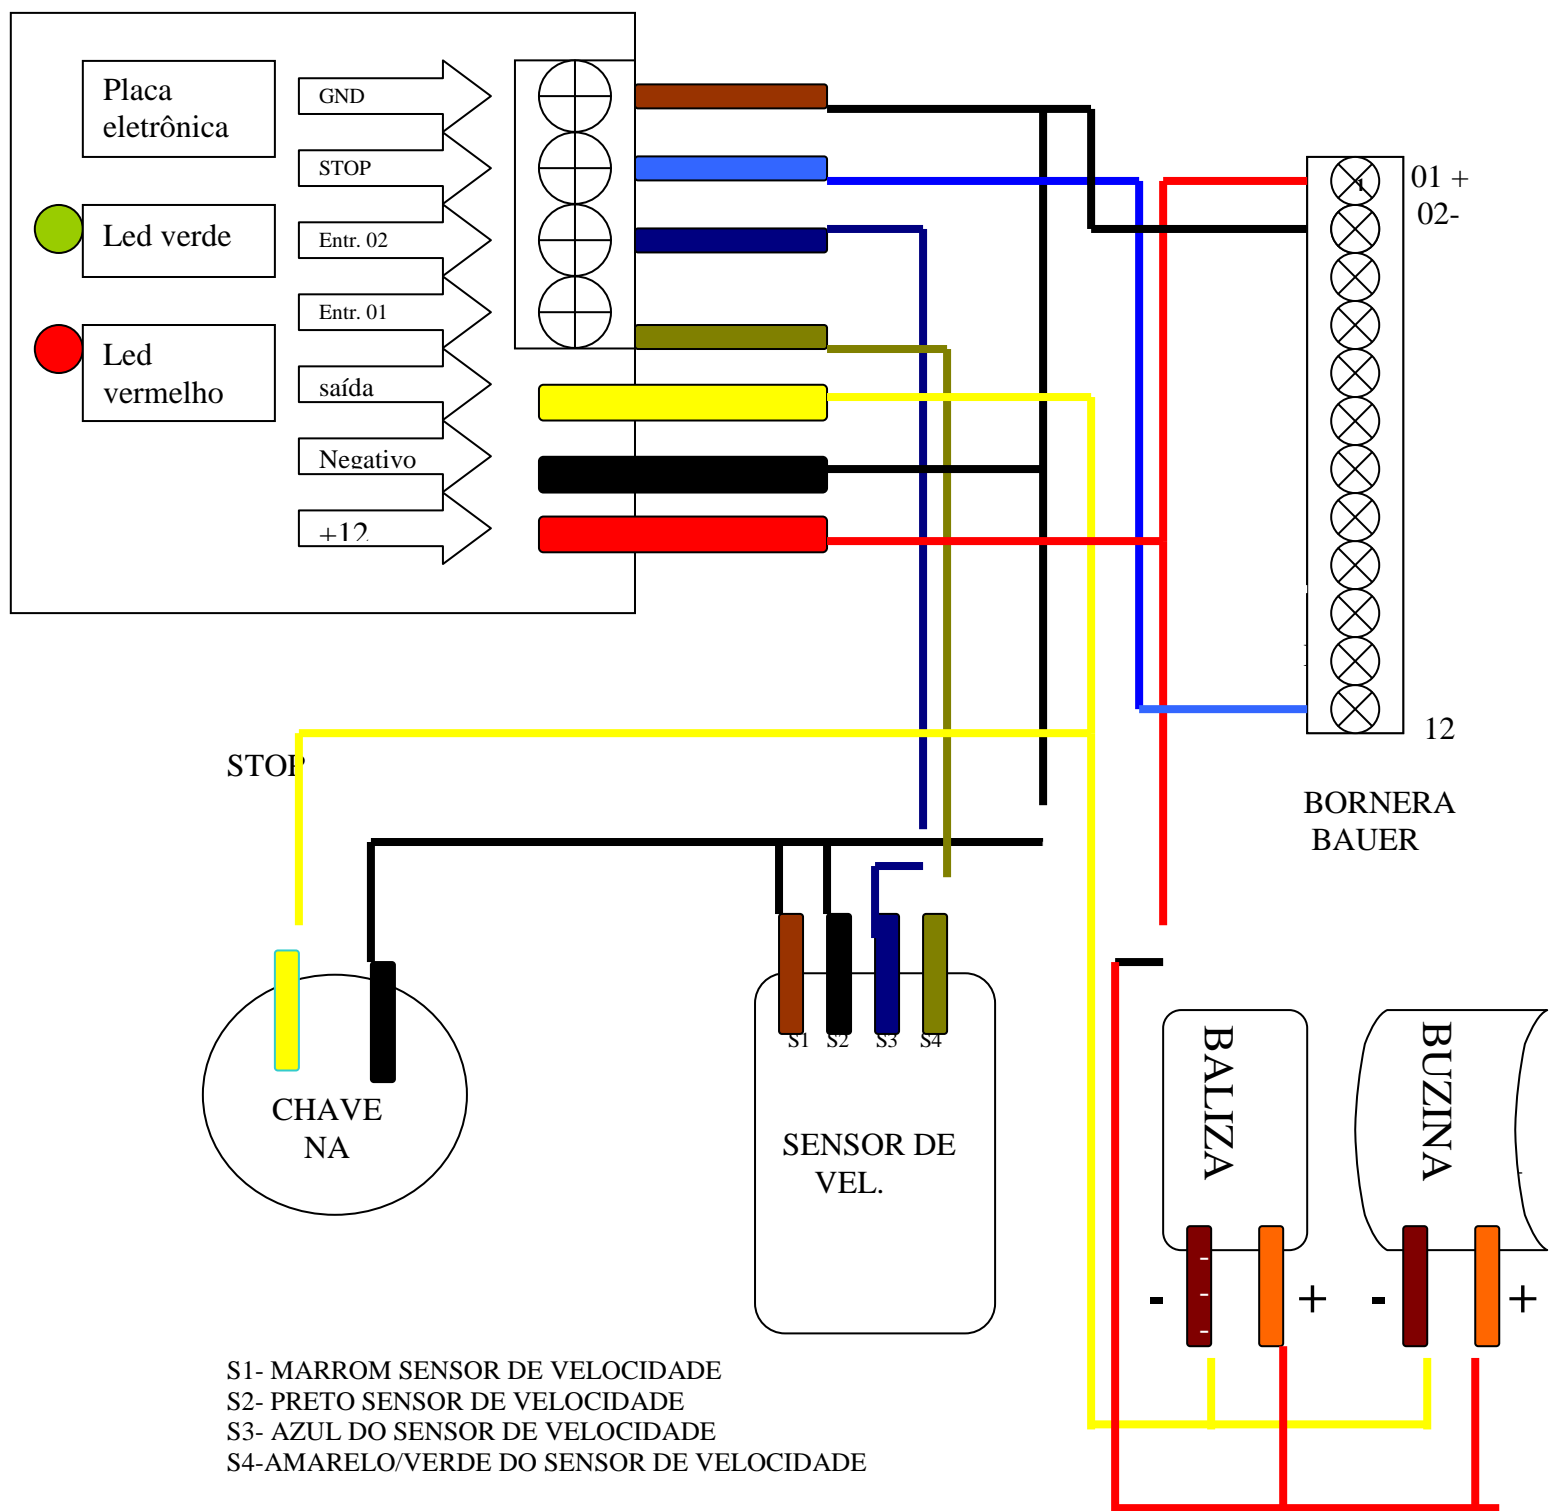 Placa
eletrônica
GND
STOP
Led verde
Entr. 02
Entr. 01
Led
vermelho
saída
Negativo
+12
1
01 +
02-
12
BORNERA
BAUER
STOP
CHAVE
NA
S1 S2 S3 S4
SENSOR DE
VEL.
BALIZA
BUZINA
- + - +
S1- MARROM SENSOR DE VELOCIDADE
S2- PRETO SENSOR DE VELOCIDADE
S3- AZUL DO SENSOR DE VELOCIDADE
S4-AMARELO/VERDE DO SENSOR DE VELOCIDADE